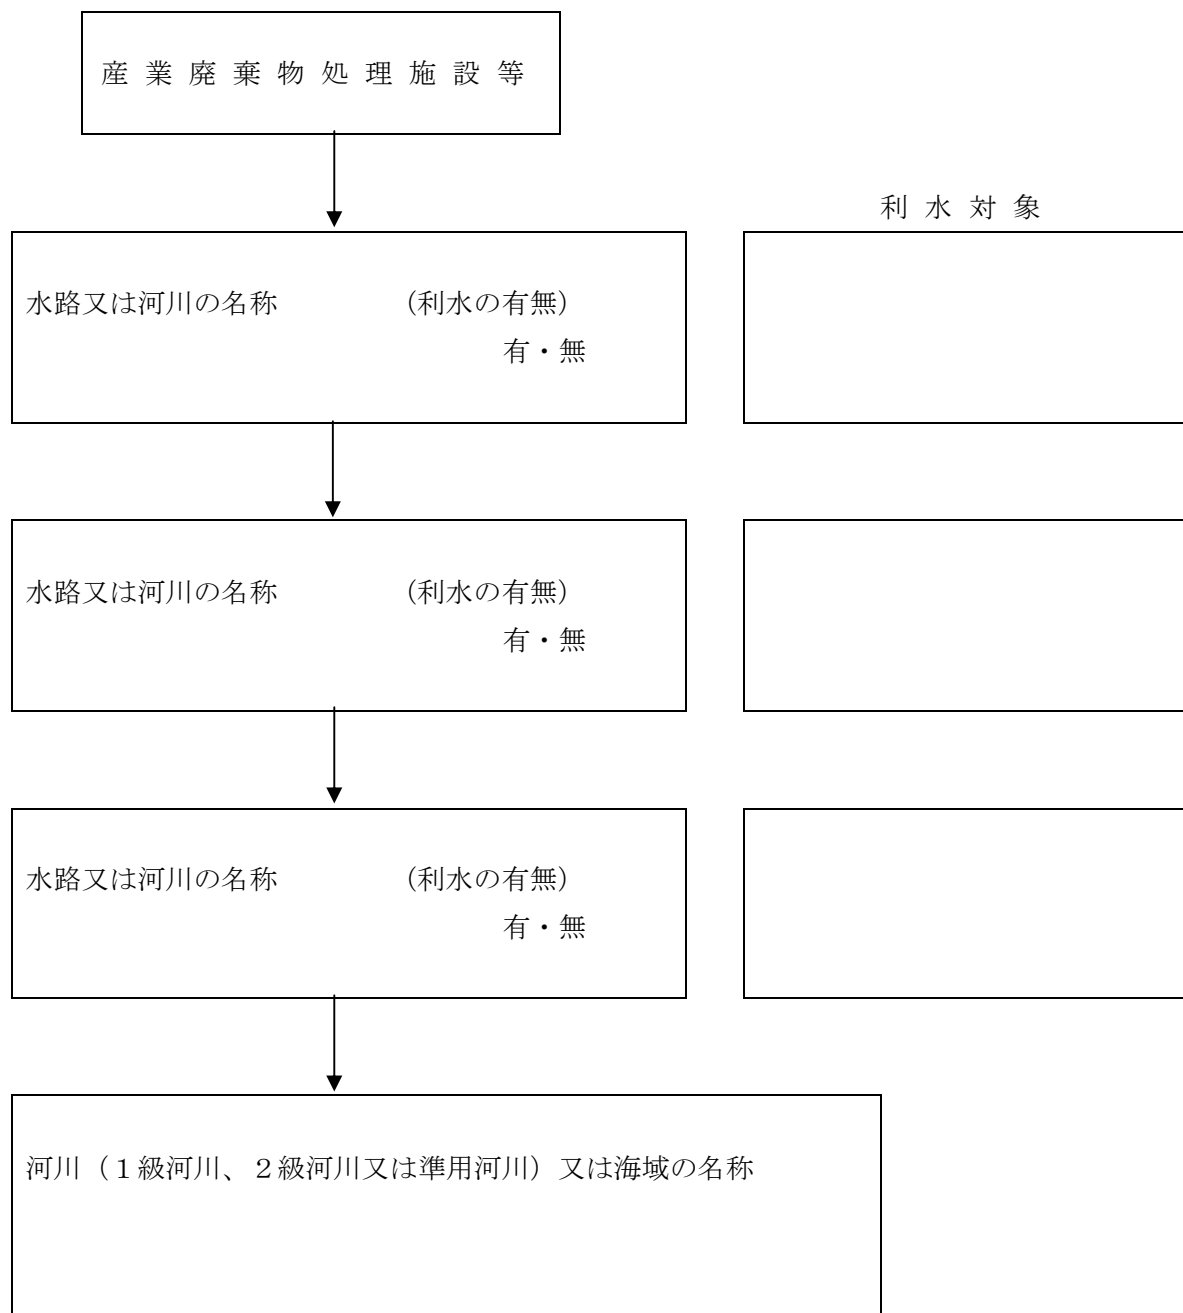 産業廃棄物処理施設等
利水対象
水路又は河川の名称　　　　　（利水の有無）
有・無
水路又は河川の名称　　　　　（利水の有無）
有・無
水路又は河川の名称　　　　　（利水の有無）
有・無
河川（１級河川、２級河川又は準用河川）又は海域の名称